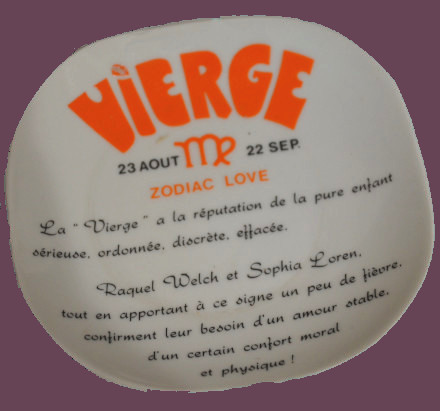 VIERGE
23 AOUT ♍ 22 SEP.
ZODIAC LOVE
La "Vierge" a la réputation de la pure enfant
sérieuse, ordonnée, discrète, effacée.
Raquel Welch et Sophia Loren,
tout en apportant à ce signe un peu de fièvre,
confirment leur besoin d'un amour stable,
d'un certain confort moral
et physique !